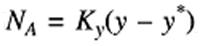 N_A = K_y(y − y*)